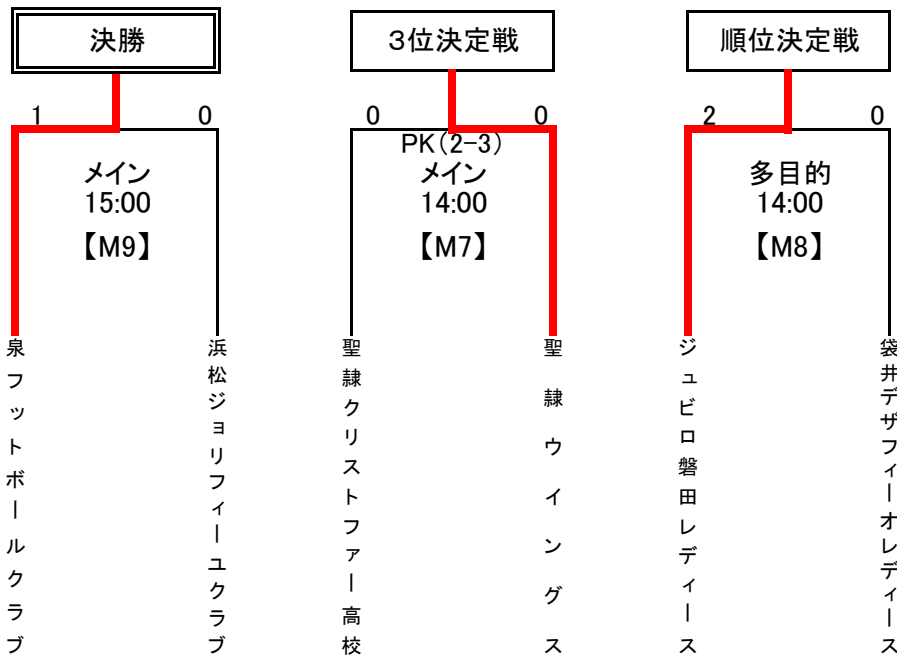 決勝
3位決定戦
順位決定戦
1
0
0
0
2
0
PK(2-3)
メイン
15:00
【M9】
メイン
14:00
【M7】
多目的
14:00
【M8】
泉フットボールクラブ
浜松ジョリフィーユクラブ
聖隷クリストファー高校
聖隷ウイングス
ジュビロ磐田レディース
袋井デザフィーオレディース